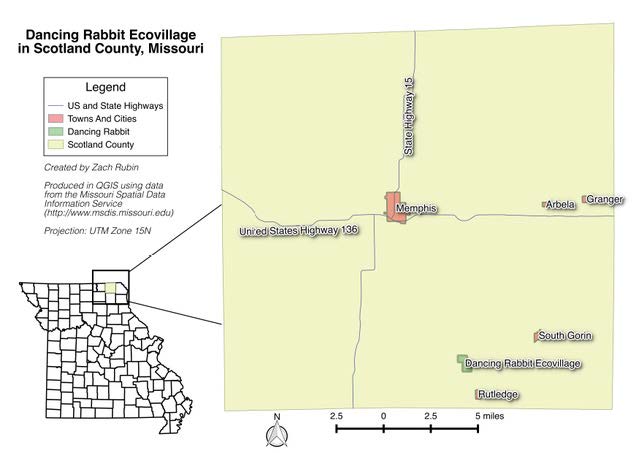 Dancing Rabbit Ecovillage
in Scotland County, Missouri
Legend
US and State Highways
Towns And Cities
Dancing Rabbit
Scotland County
Created by Zach Rubin
Produced in QGIS using data
from the Missouri Spatial Data
Information Service
(http://www.msdis.missouri.edu)
Projection: UTM Zone 15N
State Highway 15
Memphis
Arbela
Granger
United States Highway 136
South Gorin
Dancing Rabbit Ecovillage
Rutledge
N
2.5 0 2.5 5 miles